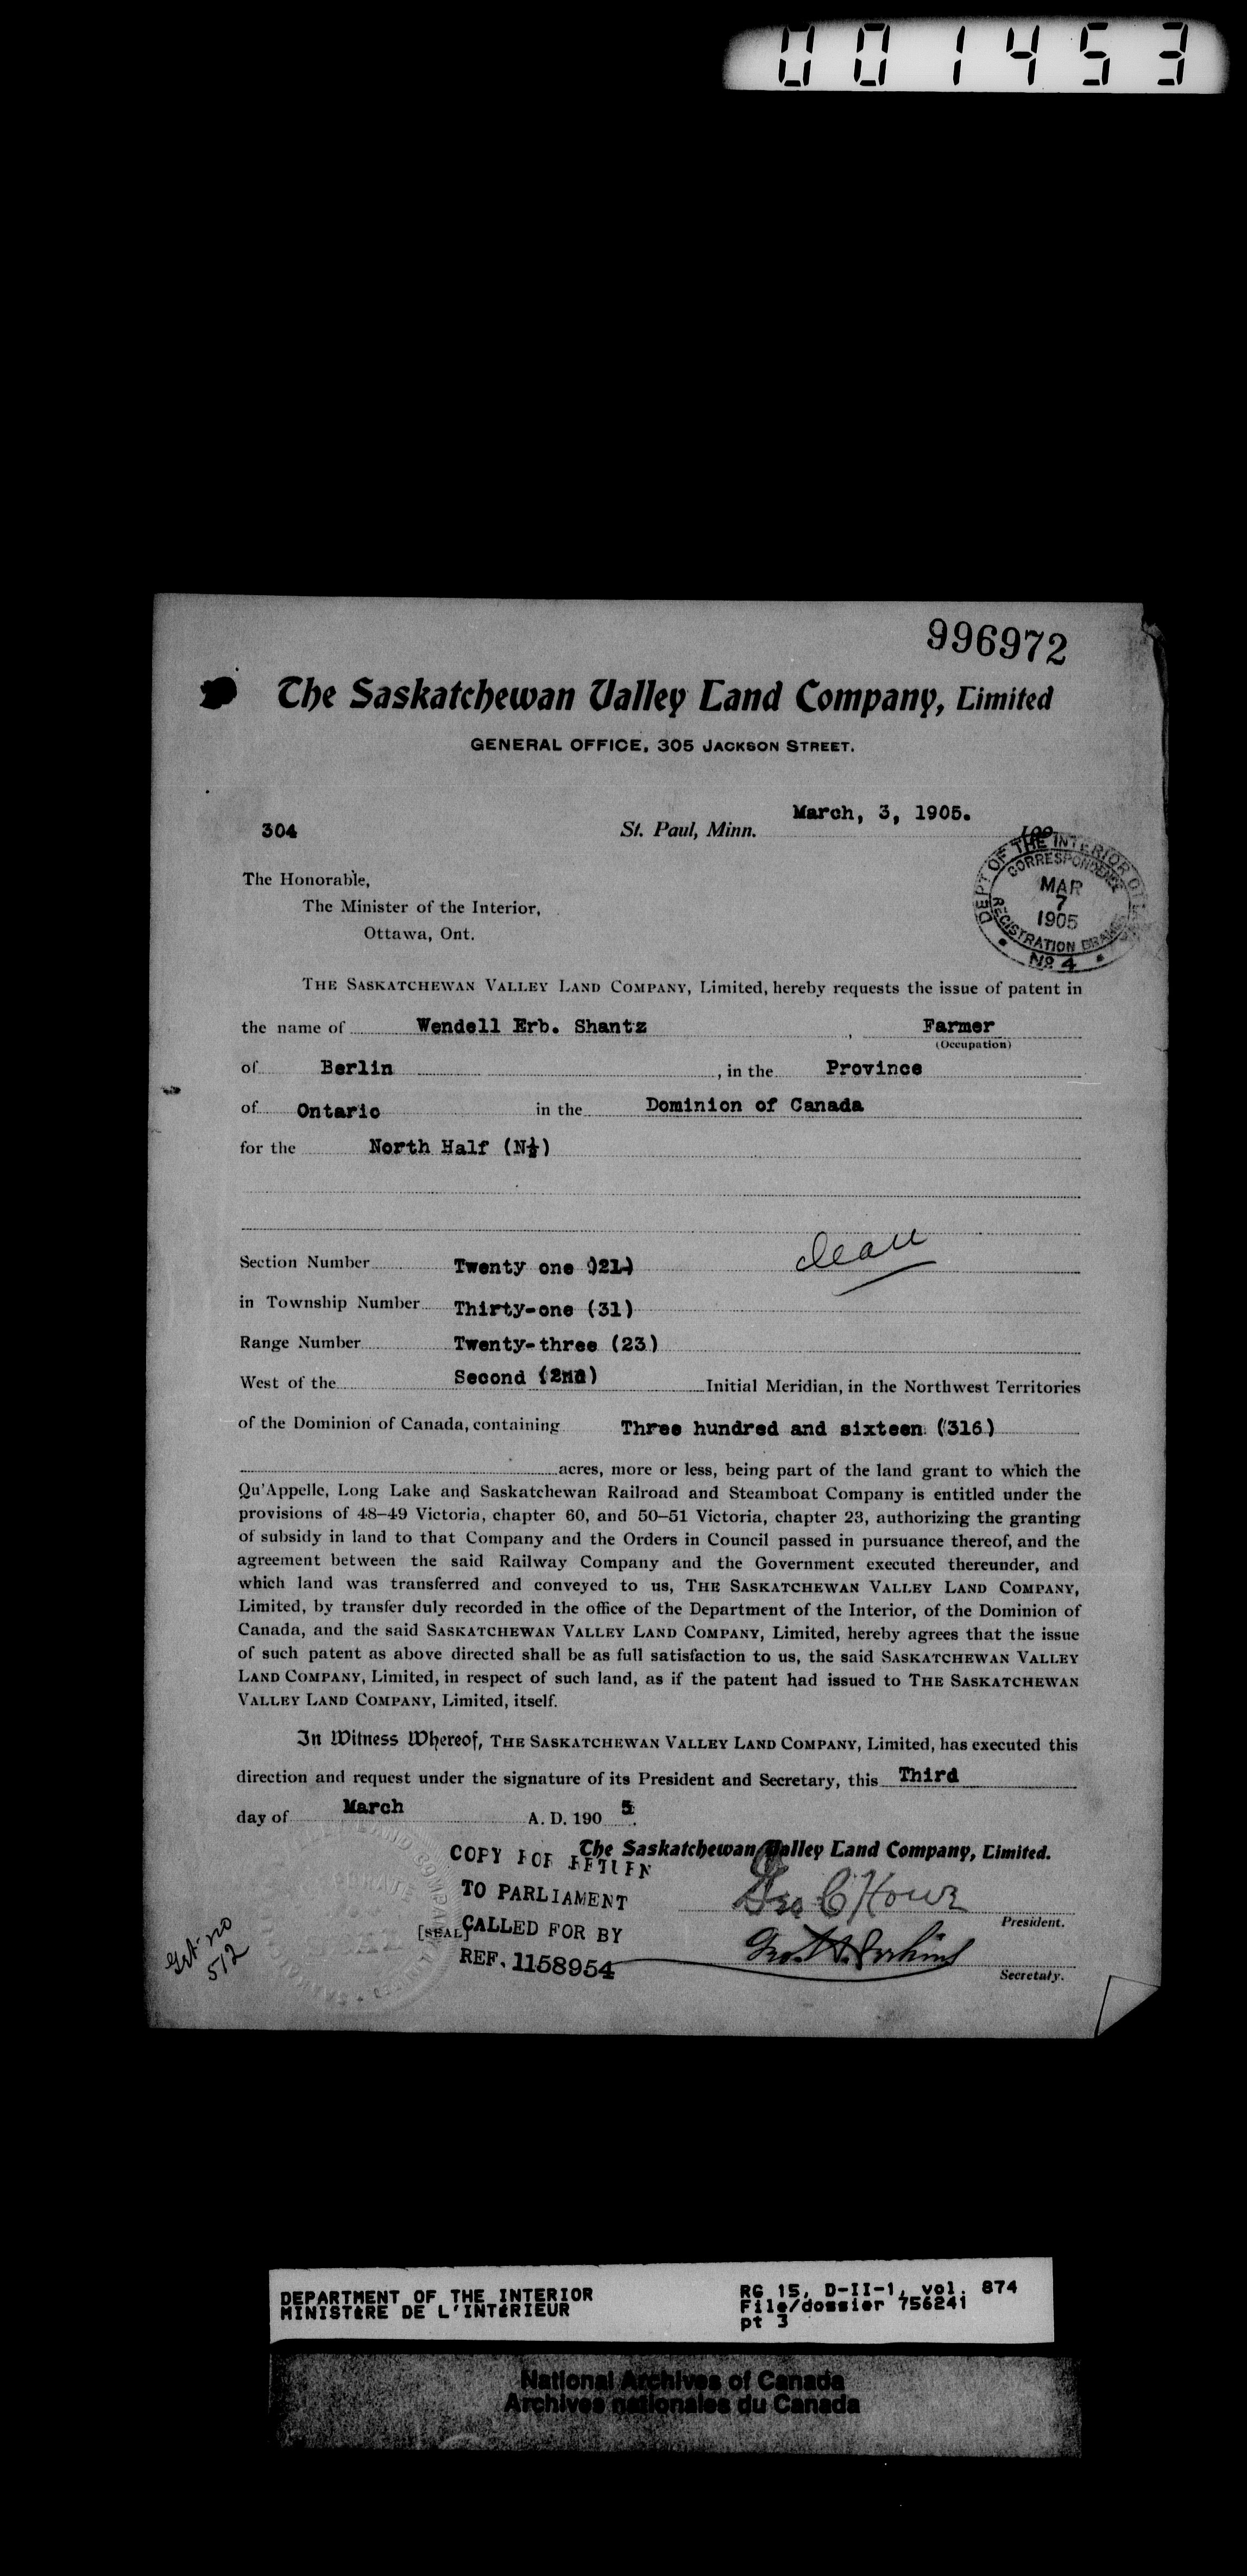 001453
996972
The Saskatchewan Valley Land Company, Limited
GENERAL OFFICE, 305 JACKSON STREET.
March, 3, 1905.
304 St. Paul, Minn. 190
The Honorable,
The Minister of the Interior,
Ottawa, Ont.
DEPT OF THE INTERIOR
CORRESPONDENCE
MAR
7
1905
REGISTRATION BRANCH
No 4
THE SASKATCHEWAN VALLEY LAND COMPANY, Limited, hereby requests the issue of patent in
the name of Wendell Erb. Shantz, Farmer
(Occupation)
of Berlin, in the Province
of Ontario in the Dominion of Canada
for the North Half (N½)
Section Number Twenty one )21)
in Township Number Thirty-one (31)
Range Number Twenty-three (23)
West of the Second (2nd) Initial Meridian, in the Northwest Territories
of the Dominion of Canada, containing Three hundred and sixteen (316)
acres, more or less, being part of the land grant to which the
Qu'Appelle, Long Lake and Saskatchewan Railroad and Steamboat Company is entitled under the
provisions of 48–49 Victoria, chapter 60, and 50–51 Victoria, chapter 23, authorizing the granting
of subsidy in land to that Company and the Orders in Council passed in pursuance thereof, and the
agreement between the said Railway Company and the Government executed thereunder, and
which land was transferred and conveyed to us, THE SASKATCHEWAN VALLEY LAND COMPANY,
Limited, by transfer duly recorded in the office of the Department of the Interior, of the Dominion of
Canada, and the said SASKATCHEWAN VALLEY LAND COMPANY, Limited, hereby agrees that the issue
of such patent as above directed shall be as full satisfaction to us, the said SASKATCHEWAN VALLEY
LAND COMPANY, Limited, in respect of such land, as if the patent had issued to THE SASKATCHEWAN
VALLEY LAND COMPANY, Limited, itself.
In Witness Whereof, THE SASKATCHEWAN VALLEY LAND COMPANY, Limited, has executed this
direction and request under the signature of its President and Secretary, this Third
day of March A. D. 190 5.
The Saskatchewan Valley Land Company, Limited.
COPY FOR RETURN
TO PARLIAMENT
[SEAL] CALLED FOR BY
REF. 1158954
President.
Secretary.
no
512
DEPARTMENT OF THE INTERIOR
MINISTÈRE DE L'INTÉRIEUR
RG 15, D-II-1, vol. 874
File/dossier 756241
pt 3
National Archives of Canada
Archives nationales du Canada